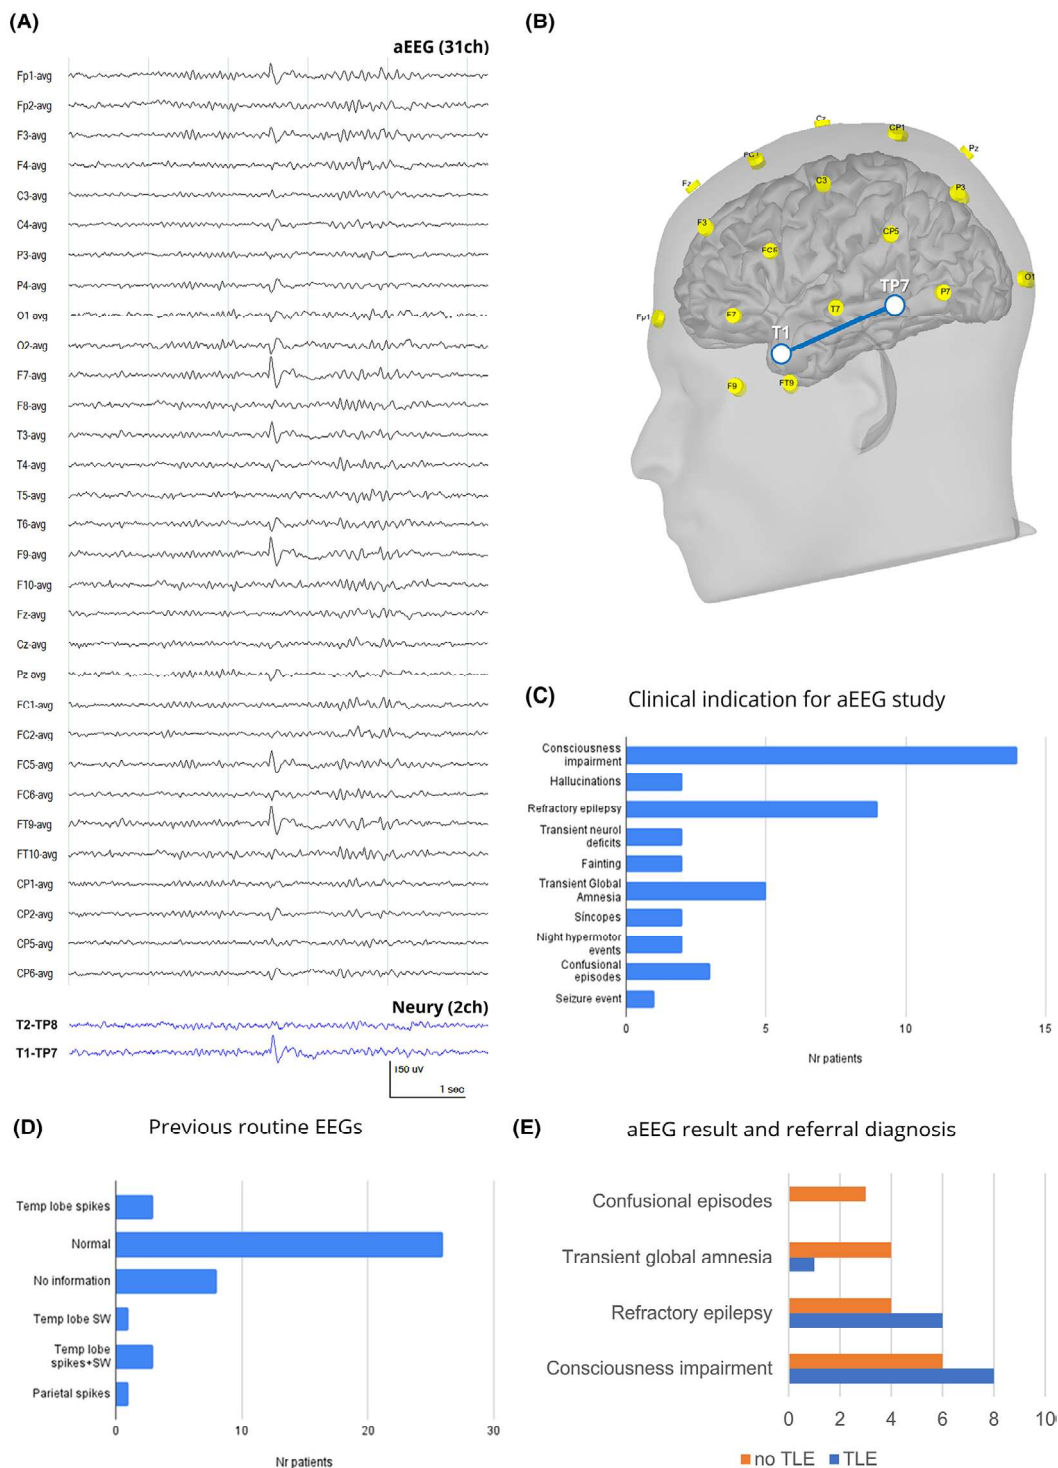 (A)
aEEG (31ch)
Fp1-avg
Fp2-avg
F3-avg
F4-avg
C3-avg
C4-avg
P3-avg
P4-avg
O1 avg
O2-avg
F7-avg
F8-avg
T3-avg
T4-avg
T5-avg
T6-avg
F9-avg
F10-avg
Fz-avg
Cz-avg
Pz avg
FC1-avg
FC2-avg
FC5-avg
FC6-avg
FT9-avg
FT10-avg
CP1-avg
CP2-avg
CP5-avg
CP6-avg
Neury (2ch)
T2-TP8
T1-TP7
150 uV
1 sec
(B)
Cz
CP1
Pz
FC1
Fz
C3
P3
F3
CP5
FC5
TP7
O1
P7
Fp1
F7
T7
T1
F9
FT9
(C)
Clinical indication for aEEG study
Consciousness
impairment
Hallucinations
Refractory epilepsy
Transient neurol
deficits
Fainting
Transient Global
Amnesia
Síncopes
Night hypermotor
events
Confusional
episodes
Seizure event
0 5 10 15
Nr patients
(D)
Previous routine EEGs
Temp lobe spikes
Normal
No information
Temp lobe SW
Temp lobe
spikes+SW
Parietal spikes
0 10 20 30
Nr patients
(E)
aEEG result and referral diagnosis
Confusional episodes
Transient global amnesia
Refractory epilepsy
Consciousness impairment
0 2 4 6 8 10
no TLE TLE